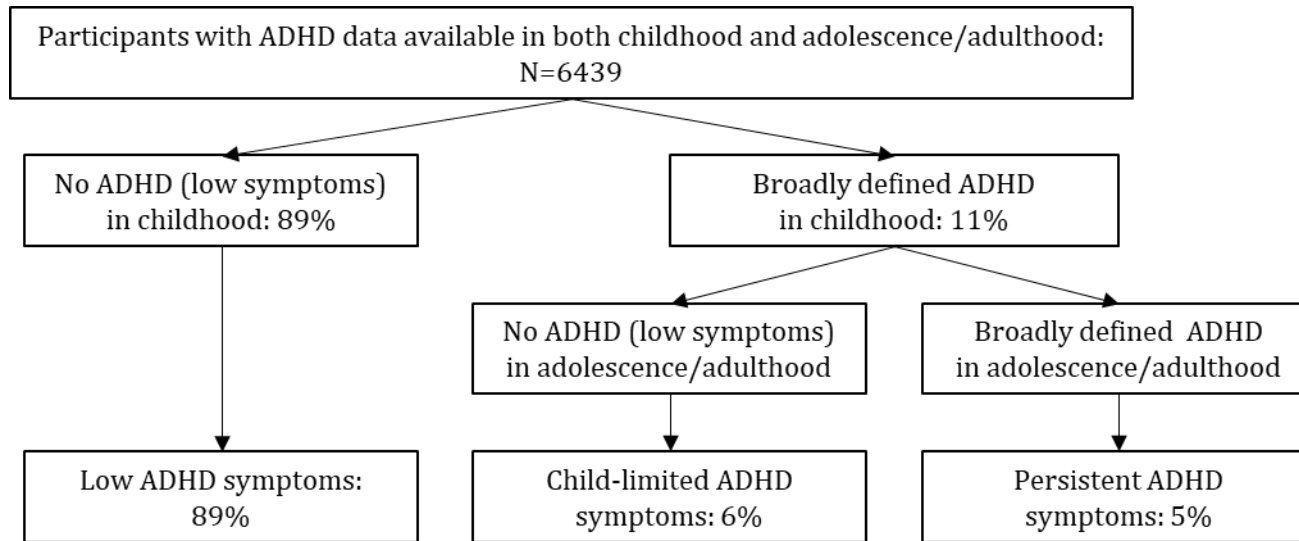 Participants with ADHD data available in both childhood and adolescence/adulthood:
N=6439
No ADHD (low symptoms)
in childhood: 89%
Broadly defined ADHD
in childhood: 11%
No ADHD (low symptoms)
in adolescence/adulthood
Broadly defined  ADHD
in adolescence/adulthood
Low ADHD symptoms:
89%
Child-limited ADHD
symptoms: 6%
Persistent ADHD
symptoms: 5%